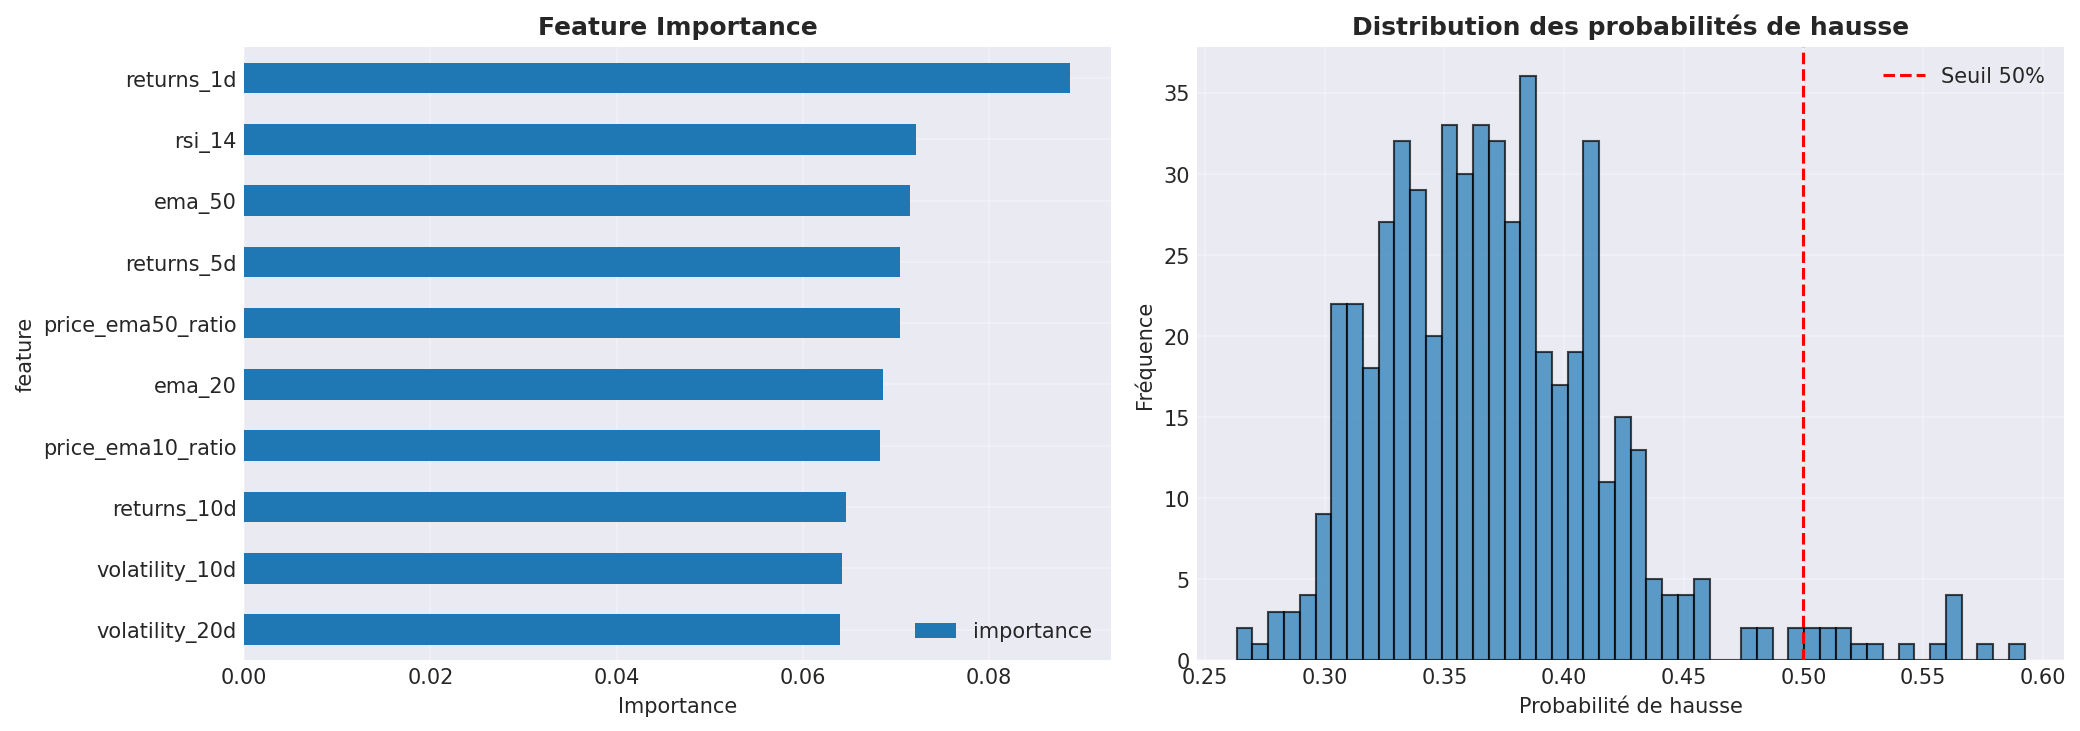 Feature Importance
feature
returns_1d
rsi_14
ema_50
returns_5d
price_ema50_ratio
ema_20
price_ema10_ratio
returns_10d
volatility_10d
volatility_20d
importance
0.00 0.02 0.04 0.06 0.08
Importance
Distribution des probabilités de hausse
Seuil 50%
Fréquence
35
30
25
20
15
10
5
0
0.25 0.30 0.35 0.40 0.45 0.50 0.55 0.60
Probabilité de hausse